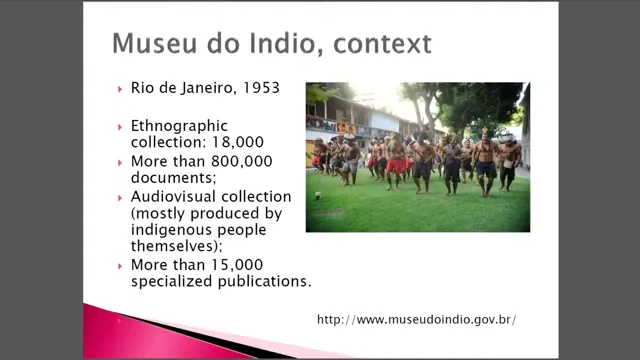 Museu do Indio, context
Rio de Janeiro, 1953
Ethnographic
collection: 18,000
More than 800,000
documents;
Audiovisual collection
(mostly produced by
indigenous people
themselves);
More than 15,000
specialized publications.
http://www.museudoindio.gov.br/